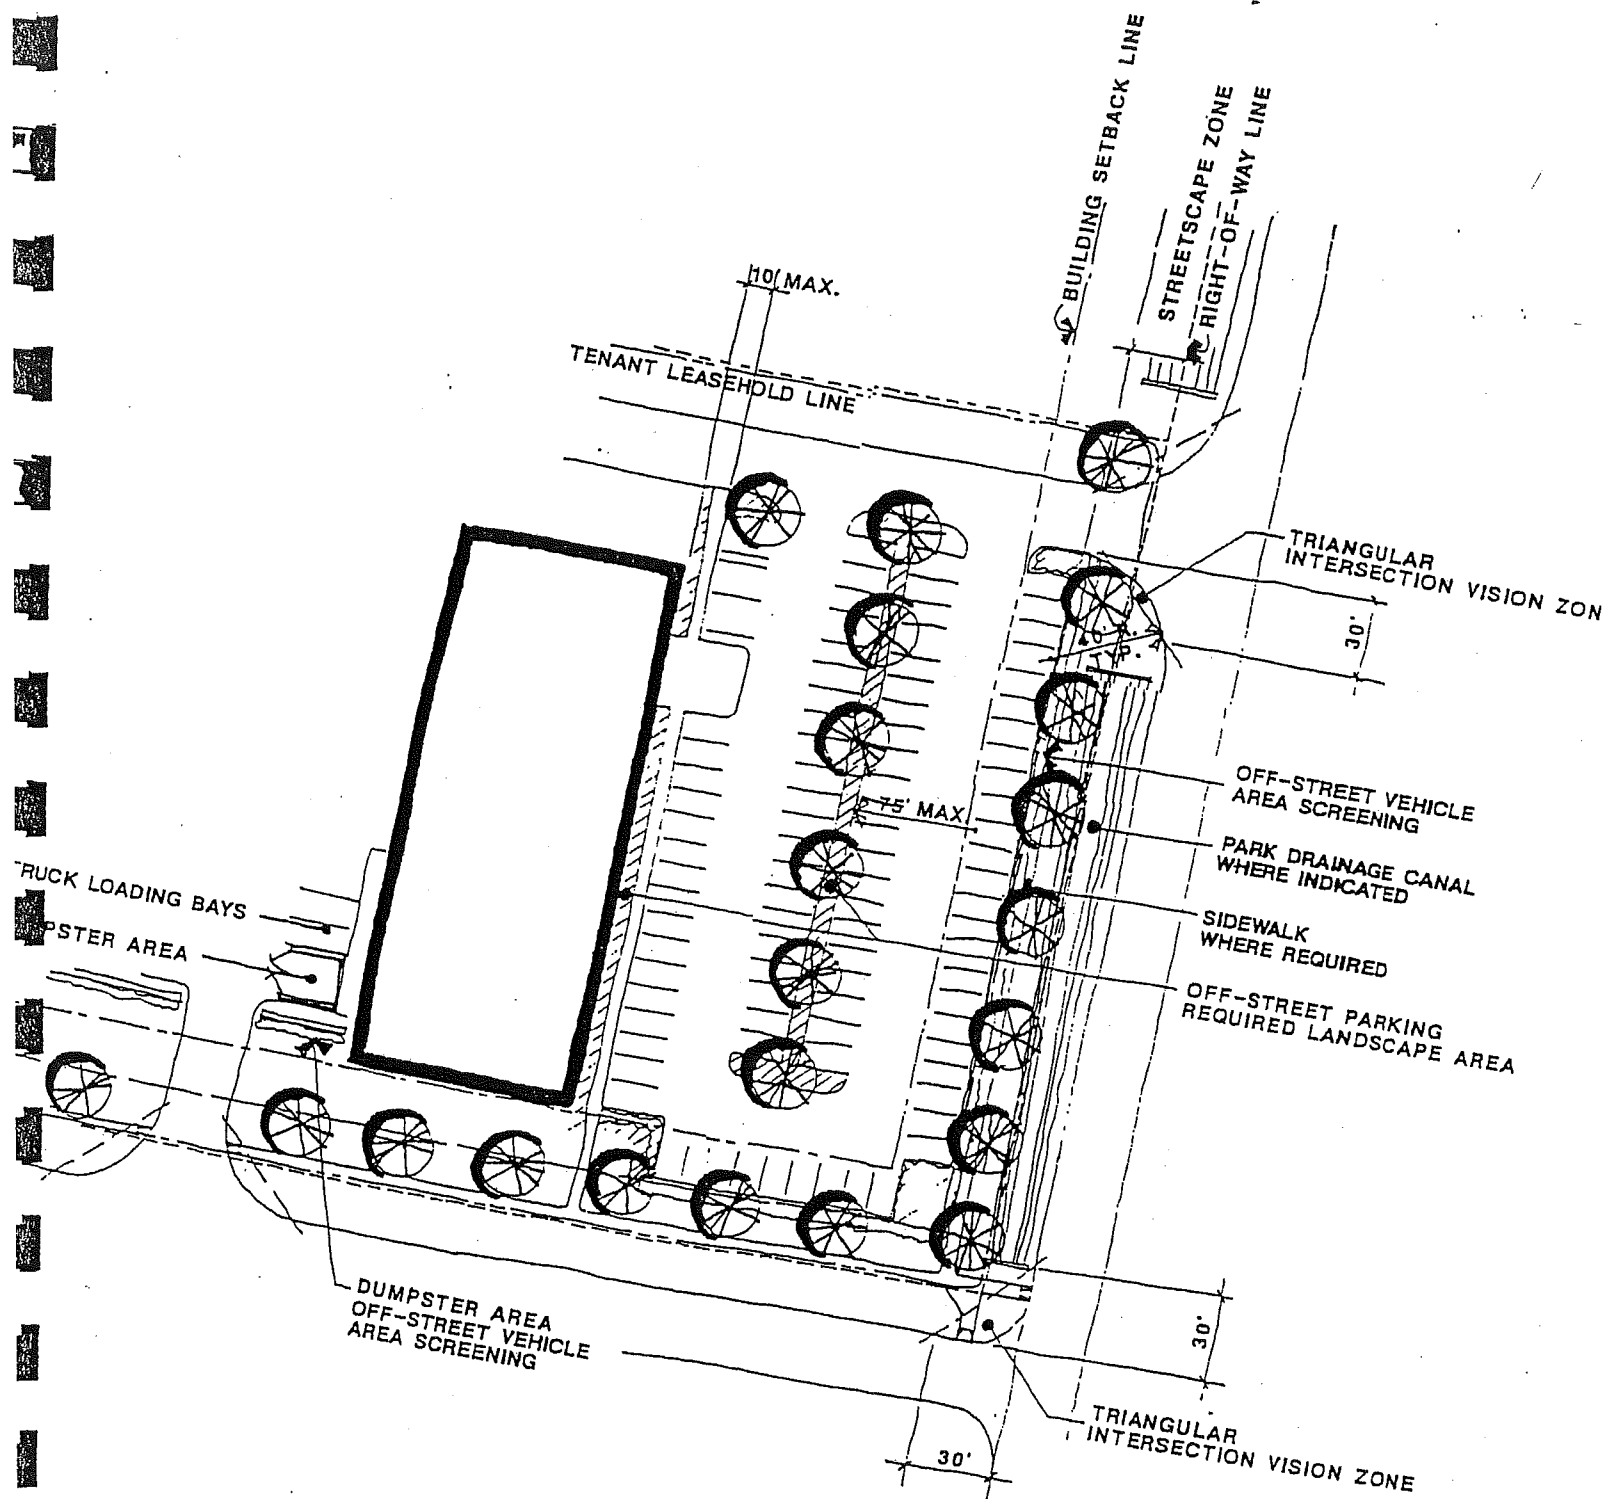 BUILDING SETBACK LINE
STREETSCAPE ZONE
RIGHT-OF-WAY LINE
10' MAX.
TENANT LEASEHOLD LINE
TRIANGULAR
INTERSECTION VISION ZON
30'
TYP.
OFF-STREET VEHICLE
AREA SCREENING
75' MAX.
PARK DRAINAGE CANAL
WHERE INDICATED
RUCK LOADING BAYS
PSTER AREA
SIDEWALK
WHERE REQUIRED
OFF-STREET PARKING
REQUIRED LANDSCAPE AREA
DUMPSTER AREA
OFF-STREET VEHICLE
AREA SCREENING
30'
TRIANGULAR
INTERSECTION VISION ZONE
30'